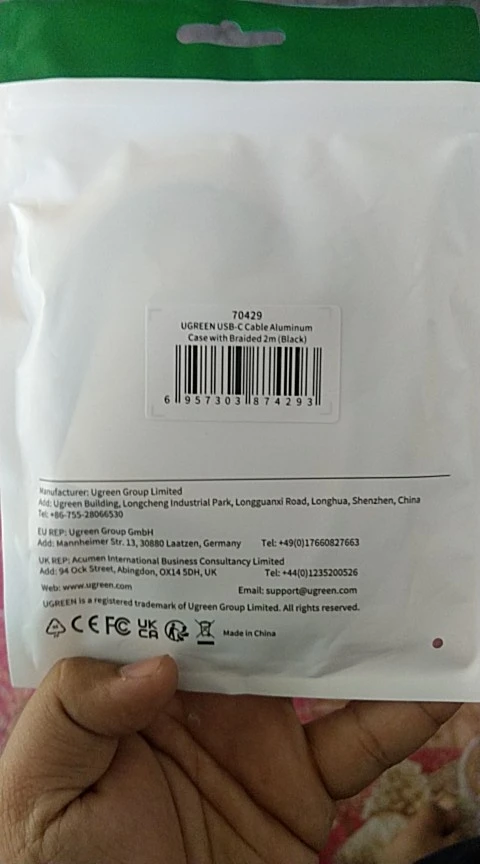 70429
UGREEN USB-C Cable Aluminum
Case with Braided 2m (Black)
6 957303 874293
Manufacturer: Ugreen Group Limited
Add: Ugreen Building, Longcheng Industrial Park, Longguanxi Road, Longhua, Shenzhen, China
Tel: +86-755-28066530
EU REP: Ugreen Group GmbH
Add: Mannheimer Str. 13, 30880 Laatzen, Germany Tel: +49(0)17660827663
UK REP: Acumen International Business Consultancy Limited
Add: 94 Ock Street, Abingdon, OX14 5DH, UK Tel: +44(0)1235200526
Web: www.ugreen.com Email: support@ugreen.com
UGREEN is a registered trademark of Ugreen Group Limited. All rights reserved.
CE FC UK CA Made in China